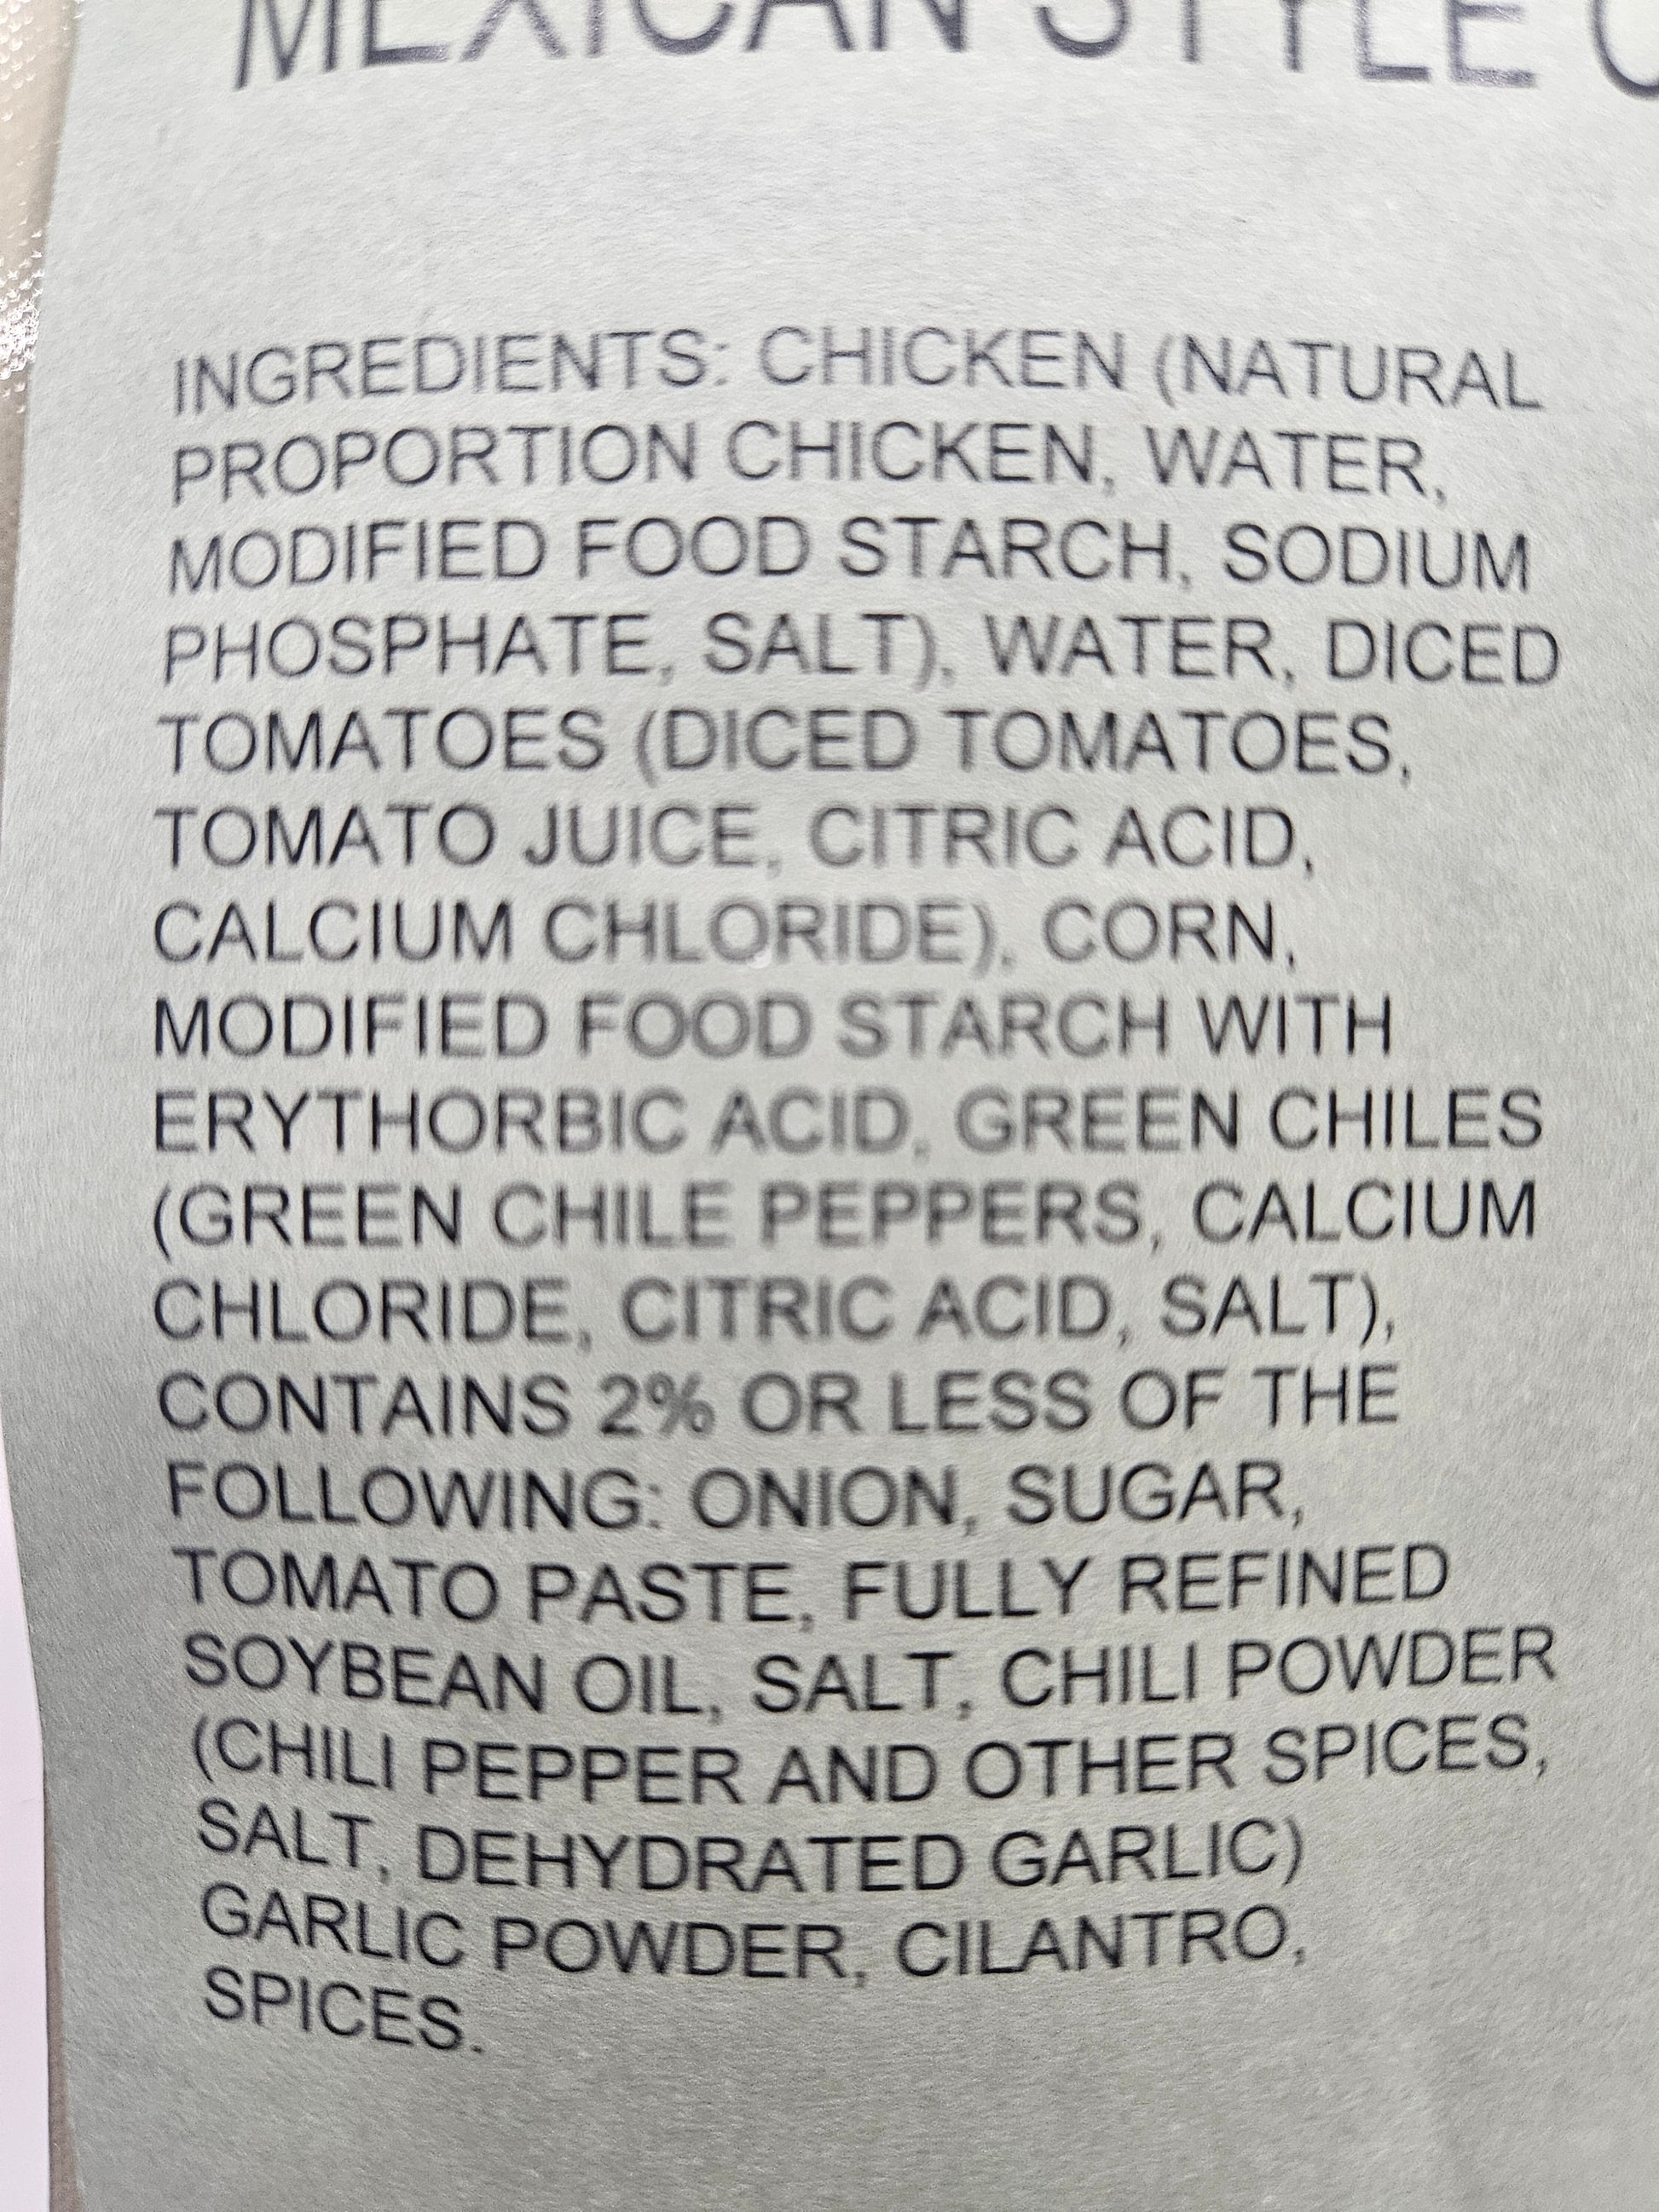 MEXICAN STYLE
INGREDIENTS: CHICKEN (NATURAL
PROPORTION CHICKEN, WATER,
MODIFIED FOOD STARCH, SODIUM
PHOSPHATE, SALT), WATER, DICED
TOMATOES (DICED TOMATOES,
TOMATO JUICE, CITRIC ACID,
CALCIUM CHLORIDE), CORN,
MODIFIED FOOD STARCH WITH
ERYTHORBIC ACID, GREEN CHILES
(GREEN CHILE PEPPERS, CALCIUM
CHLORIDE, CITRIC ACID, SALT),
CONTAINS 2% OR LESS OF THE
FOLLOWING: ONION, SUGAR,
TOMATO PASTE, FULLY REFINED
SOYBEAN OIL, SALT, CHILI POWDER
(CHILI PEPPER AND OTHER SPICES,
SALT, DEHYDRATED GARLIC)
GARLIC POWDER, CILANTRO,
SPICES.